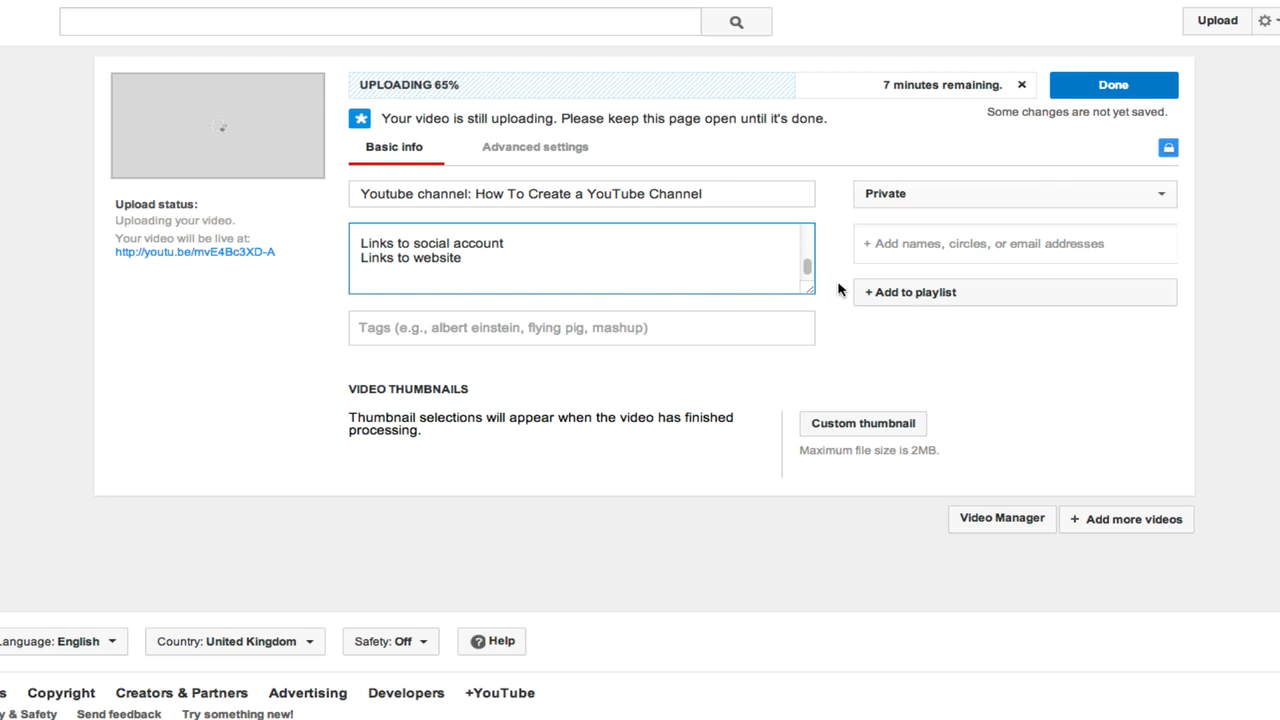 Upload
UPLOADING 65%
7 minutes remaining.
Done
Your video is still uploading. Please keep this page open until it's done.
Some changes are not yet saved.
Basic info
Advanced settings
Youtube channel: How To Create a YouTube Channel
Private
Upload status:
Uploading your video.
Your video will be live at:
http://youtu.be/mvE4Bc3XD-A
Links to social account
Links to website
+ Add names, circles, or email addresses
+ Add to playlist
Tags (e.g., albert einstein, flying pig, mashup)
VIDEO THUMBNAILS
Thumbnail selections will appear when the video has finished
processing.
Custom thumbnail
Maximum file size is 2MB.
Video Manager
+ Add more videos
Language: English
Country: United Kingdom
Safety: Off
? Help
s Copyright Creators & Partners Advertising Developers +YouTube
y & Safety Send feedback Try something new!